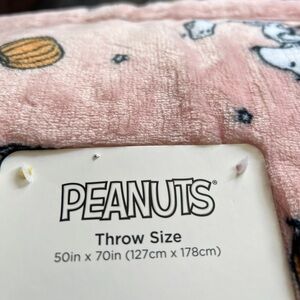 PEANUTS®
Throw Size
50in x 70in (127cm x 178cm)